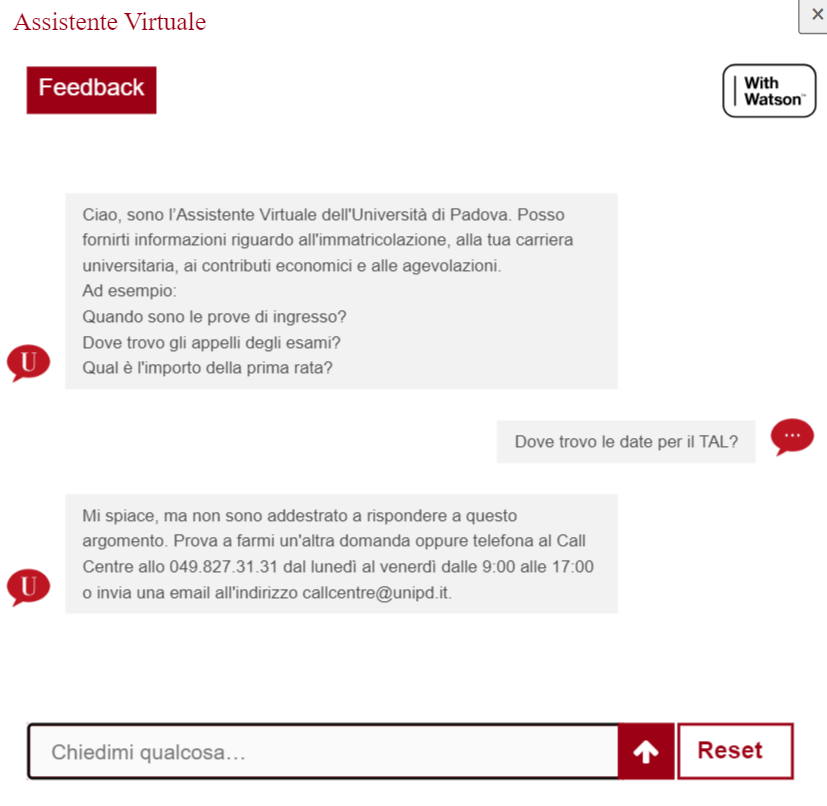 Assistente Virtuale
×
Feedback
With
Watson™
Ciao, sono l'Assistente Virtuale dell'Università di Padova. Posso
fornirti informazioni riguardo all'immatricolazione, alla tua carriera
universitaria, ai contributi economici e alle agevolazioni.
Ad esempio:
Quando sono le prove di ingresso?
Dove trovo gli appelli degli esami?
Qual è l'importo della prima rata?
U
Dove trovo le date per il TAL?
...
Mi spiace, ma non sono addestrato a rispondere a questo
argomento. Prova a farmi un'altra domanda oppure telefona al Call
Centre allo 049.827.31.31 dal lunedì al venerdì dalle 9:00 alle 17:00
o invia una email all'indirizzo callcentre@unipd.it.
U
Chiedimi qualcosa...
Reset